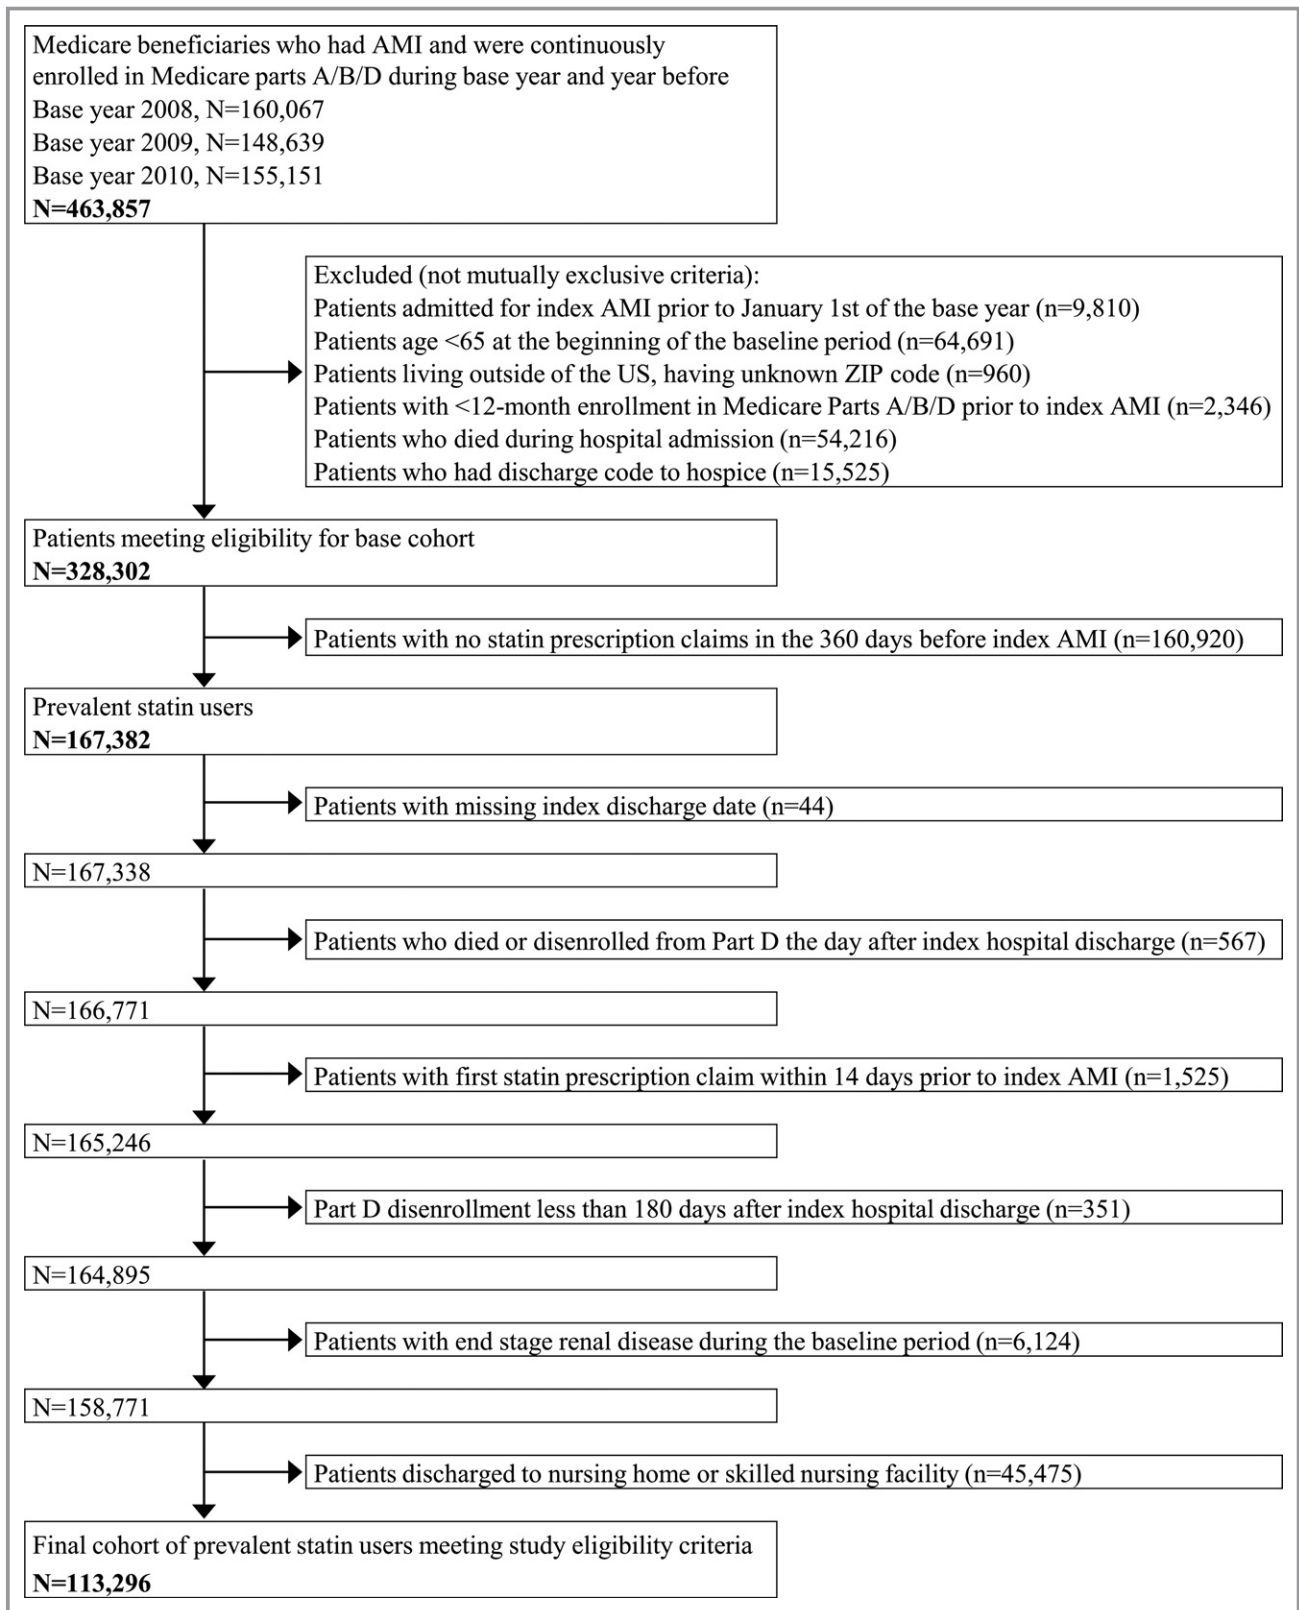 Medicare beneficiaries who had AMI and were continuously
enrolled in Medicare parts A/B/D during base year and year before
Base year 2008, N=160,067
Base year 2009, N=148,639
Base year 2010, N=155,151
N=463,857
Excluded (not mutually exclusive criteria):
Patients admitted for index AMI prior to January 1st of the base year (n=9,810)
Patients age <65 at the beginning of the baseline period (n=64,691)
Patients living outside of the US, having unknown ZIP code (n=960)
Patients with <12-month enrollment in Medicare Parts A/B/D prior to index AMI (n=2,346)
Patients who died during hospital admission (n=54,216)
Patients who had discharge code to hospice (n=15,525)
Patients meeting eligibility for base cohort
N=328,302
Patients with no statin prescription claims in the 360 days before index AMI (n=160,920)
Prevalent statin users
N=167,382
Patients with missing index discharge date (n=44)
N=167,338
Patients who died or disenrolled from Part D the day after index hospital discharge (n=567)
N=166,771
Patients with first statin prescription claim within 14 days prior to index AMI (n=1,525)
N=165,246
Part D disenrollment less than 180 days after index hospital discharge (n=351)
N=164,895
Patients with end stage renal disease during the baseline period (n=6,124)
N=158,771
Patients discharged to nursing home or skilled nursing facility (n=45,475)
Final cohort of prevalent statin users meeting study eligibility criteria
N=113,296